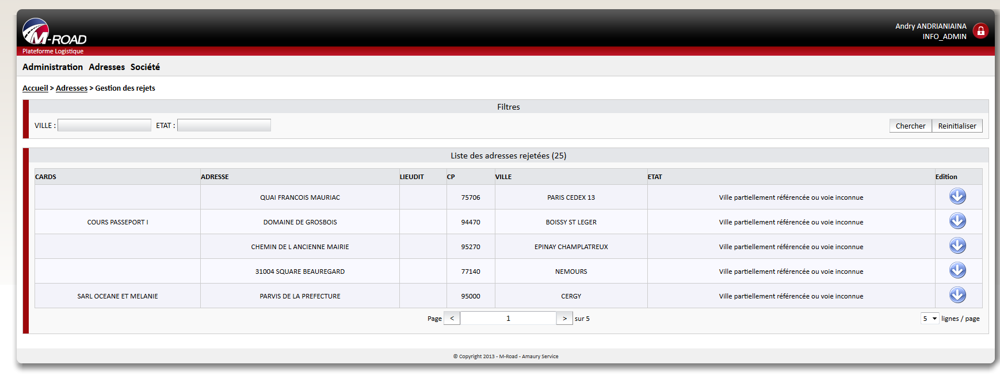 M-ROAD
Andry ANDRIANIAINA
INFO_ADMIN
Plateforme Logistique
Administration Adresses Société
Accueil > Adresses > Gestion des rejets
Filtres
VILLE : ETAT : Chercher Reinitialiser
Liste des adresses rejetées (25)
CARDS ADRESSE LIEUDIT CP VILLE ETAT Edition
QUAI FRANCOIS MAURIAC 75706 PARIS CEDEX 13 Ville partiellement référencée ou voie inconnue
COURS PASSEPORT I DOMAINE DE GROSBOIS 94470 BOISSY ST LEGER Ville partiellement référencée ou voie inconnue
CHEMIN DE L ANCIENNE MAIRIE 95270 EPINAY CHAMPLATREUX Ville partiellement référencée ou voie inconnue
31004 SQUARE BEAUREGARD 77140 NEMOURS Ville partiellement référencée ou voie inconnue
SARL OCEANE ET MELANIE PARVIS DE LA PREFECTURE 95000 CERGY Ville partiellement référencée ou voie inconnue
Page < 1 > sur 5 5 lignes / page
© Copyright 2013 - M-Road - Amaury Service